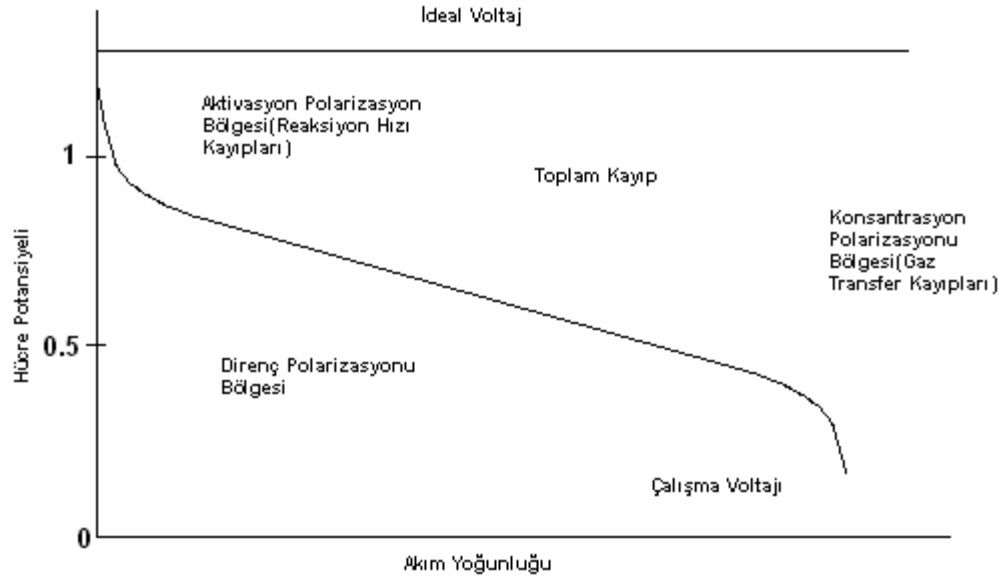 İdeal Voltaj
Aktivasyon Polarizasyon
Bölgesi(Reaksiyon Hızı
Kayıpları)
1
Toplam Kayıp
Konsantrasyon
Polarizasyonu
Bölgesi(Gaz
Transfer Kayıpları)
Hücre Potansiyeli
0.5
Direnç Polarizasyonu
Bölgesi
Çalışma Voltajı
0
Akım Yoğunluğu